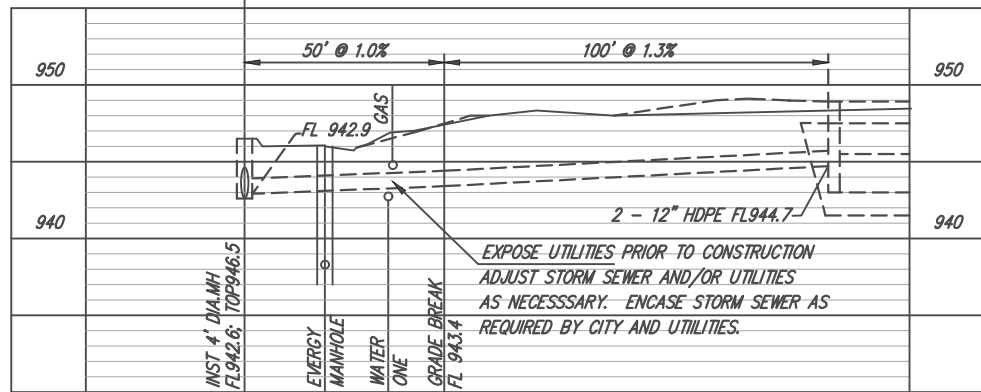 50' @ 1.0%
100' @ 1.3%
950
950
GAS
FL 942.9
2 - 12" HDPE FL944.7
940
940
EXPOSE UTILITIES PRIOR TO CONSTRUCTION
ADJUST STORM SEWER AND/OR UTILITIES
AS NECESSSARY. ENCASE STORM SEWER AS
REQUIRED BY CITY AND UTILITIES.
INST 4' DIA.MH
FL942.6; TOP946.5
EVERGY
MANHOLE
WATER
ONE
GRADE BREAK
FL 943.4